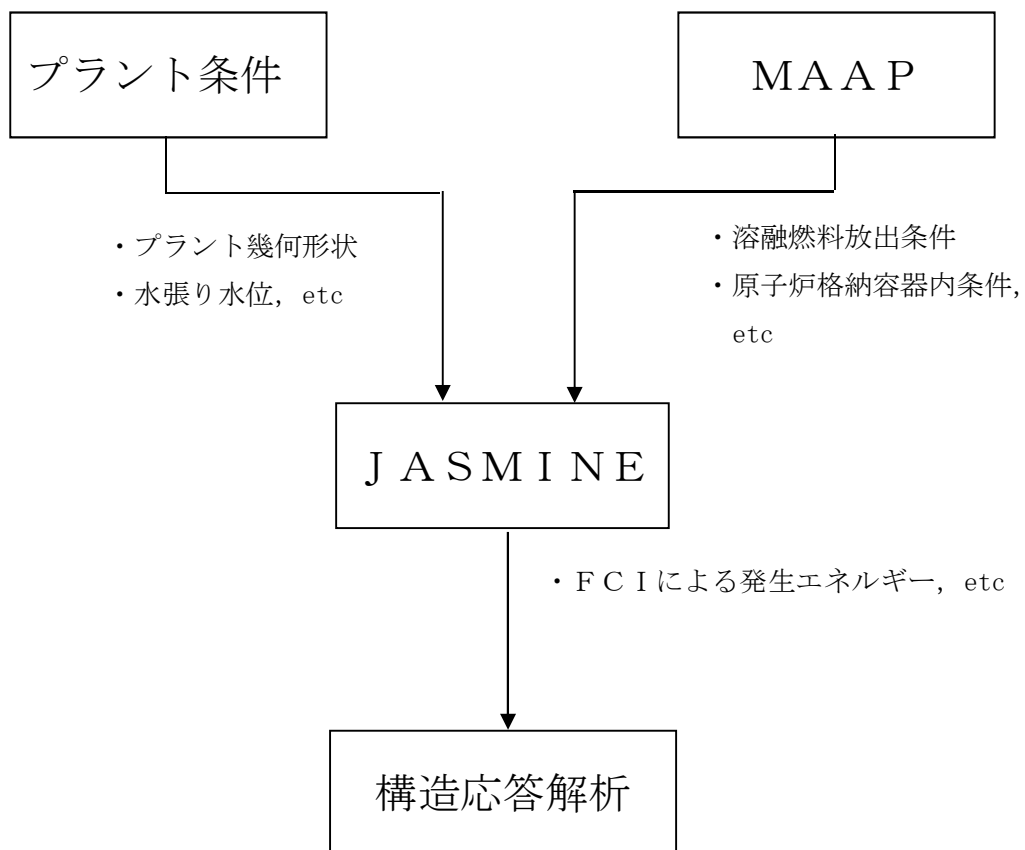 プラント条件
ＭＡＡＰ
・プラント幾何形状
・水張り水位, etc
・溶融燃料放出条件
・原子炉格納容器内条件,
etc
ＪＡＳＭＩＮＥ
・ＦＣＩによる発生エネルギー, etc
構造応答解析